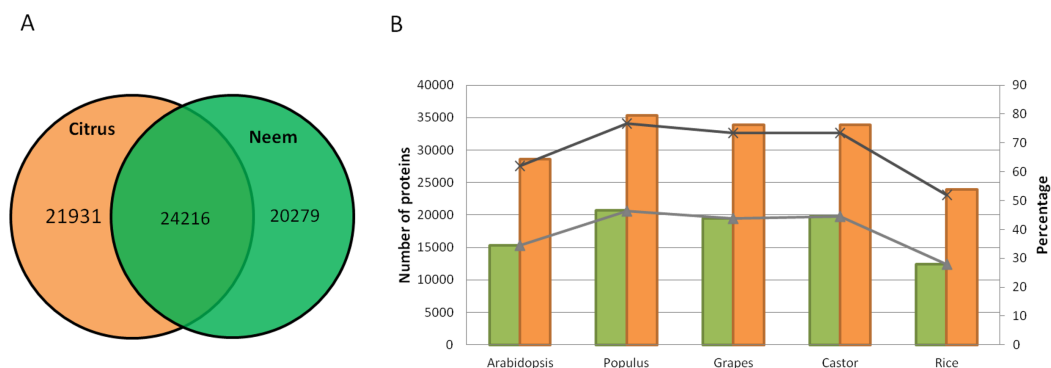 A
Citrus
Neem
21931
24216
20279
B
40000
35000
30000
25000
20000
15000
10000
5000
0
Number of proteins
90
80
70
60
50
40
30
20
10
0
Percentage
Arabidopsis
Populus
Grapes
Castor
Rice